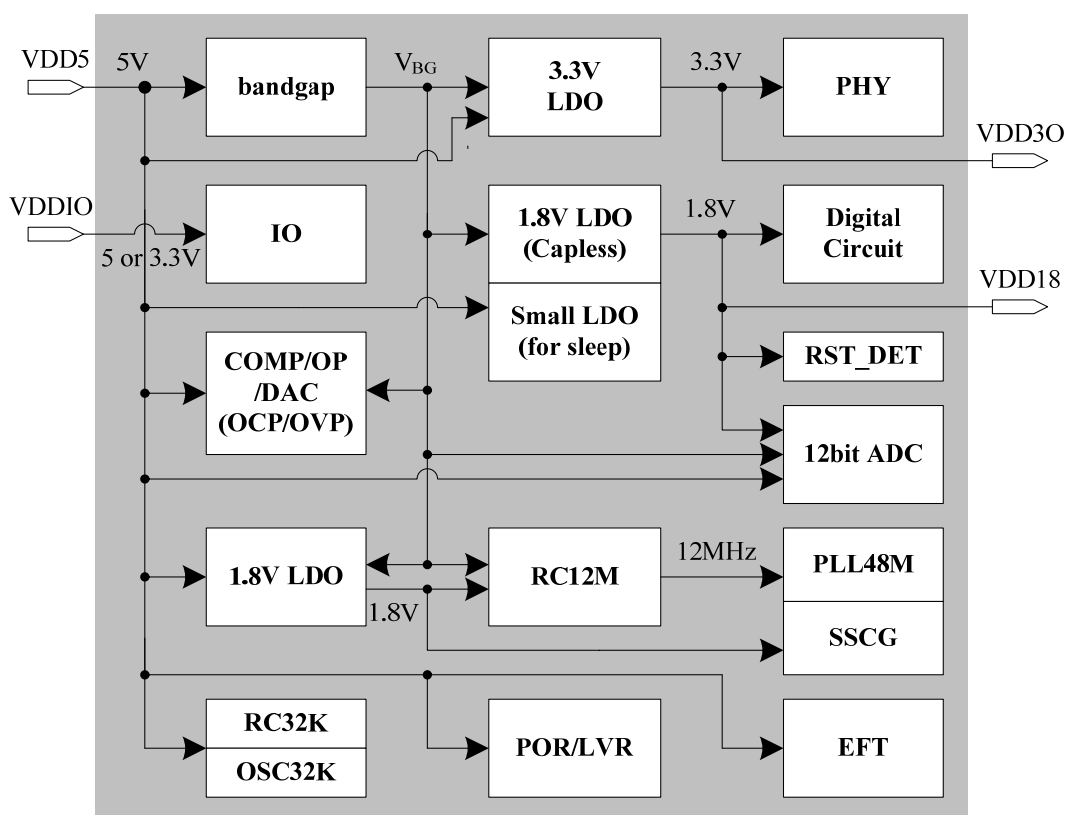 VDD5
5V
bandgap
VBG
3.3V
LDO
3.3V
PHY
VDD3O
VDDIO
5 or 3.3V
IO
1.8V LDO
(Capless)
1.8V
Digital
Circuit
VDD18
Small LDO
(for sleep)
RST_DET
COMP/OP
/DAC
(OCP/OVP)
12bit ADC
1.8V LDO
1.8V
RC12M
12MHz
PLL48M
SSCG
RC32K
OSC32K
POR/LVR
EFT